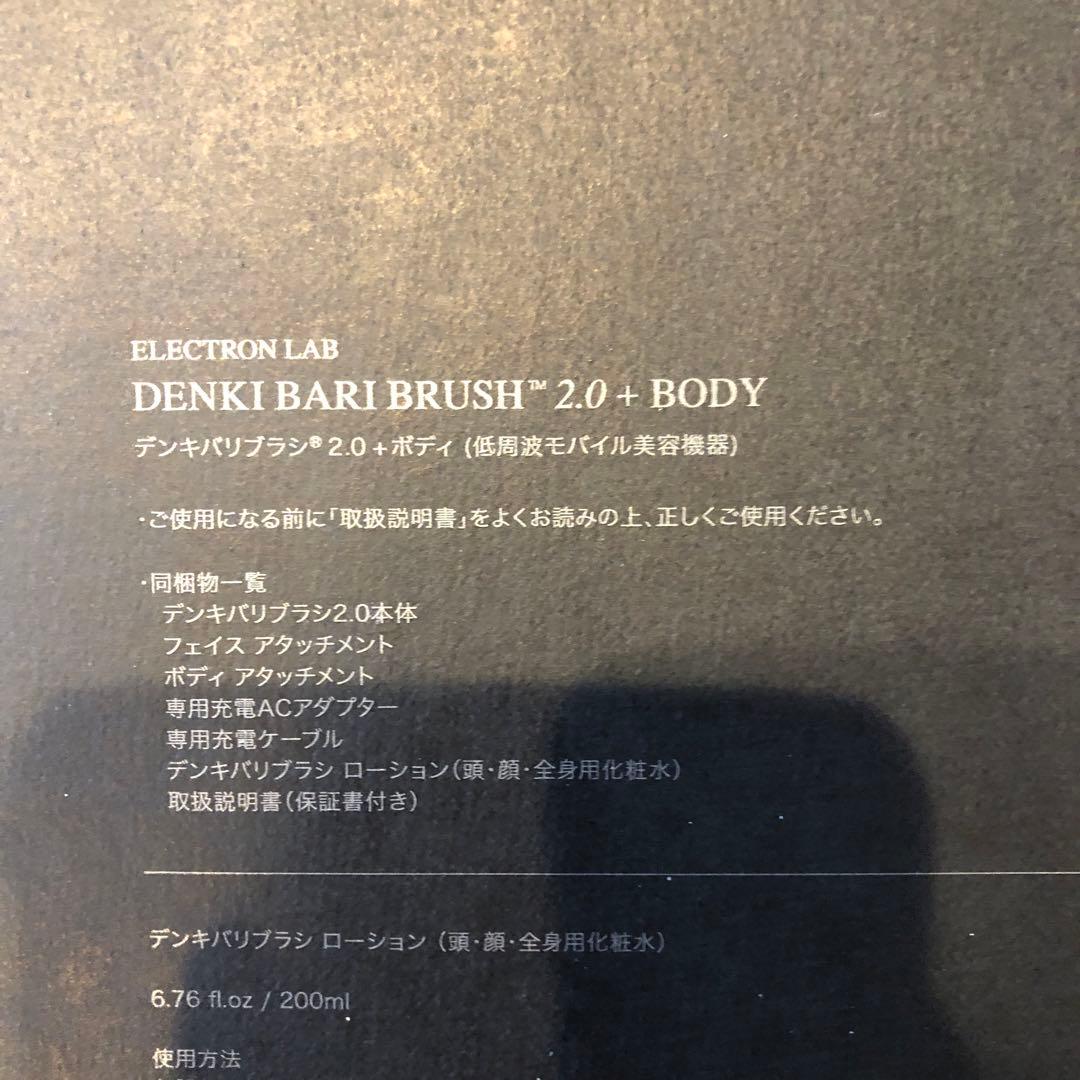 ELECTRON LAB
DENKI BARI BRUSH™ 2.0 + BODY
デンキバリブラシ® 2.0 + ボディ (低周波モバイル美容機器)
・ご使用になる前に「取扱説明書」をよくお読みの上、正しくご使用ください。
・同梱物一覧
デンキバリブラシ2.0本体
フェイス アタッチメント
ボディ アタッチメント
専用充電ACアダプター
専用充電ケーブル
デンキバリブラシ ローション(頭・顔・全身用化粧水)
取扱説明書(保証書付き)
デンキバリブラシ ローション (頭・顔・全身用化粧水)
6.76 fl.oz / 200ml
使用方法